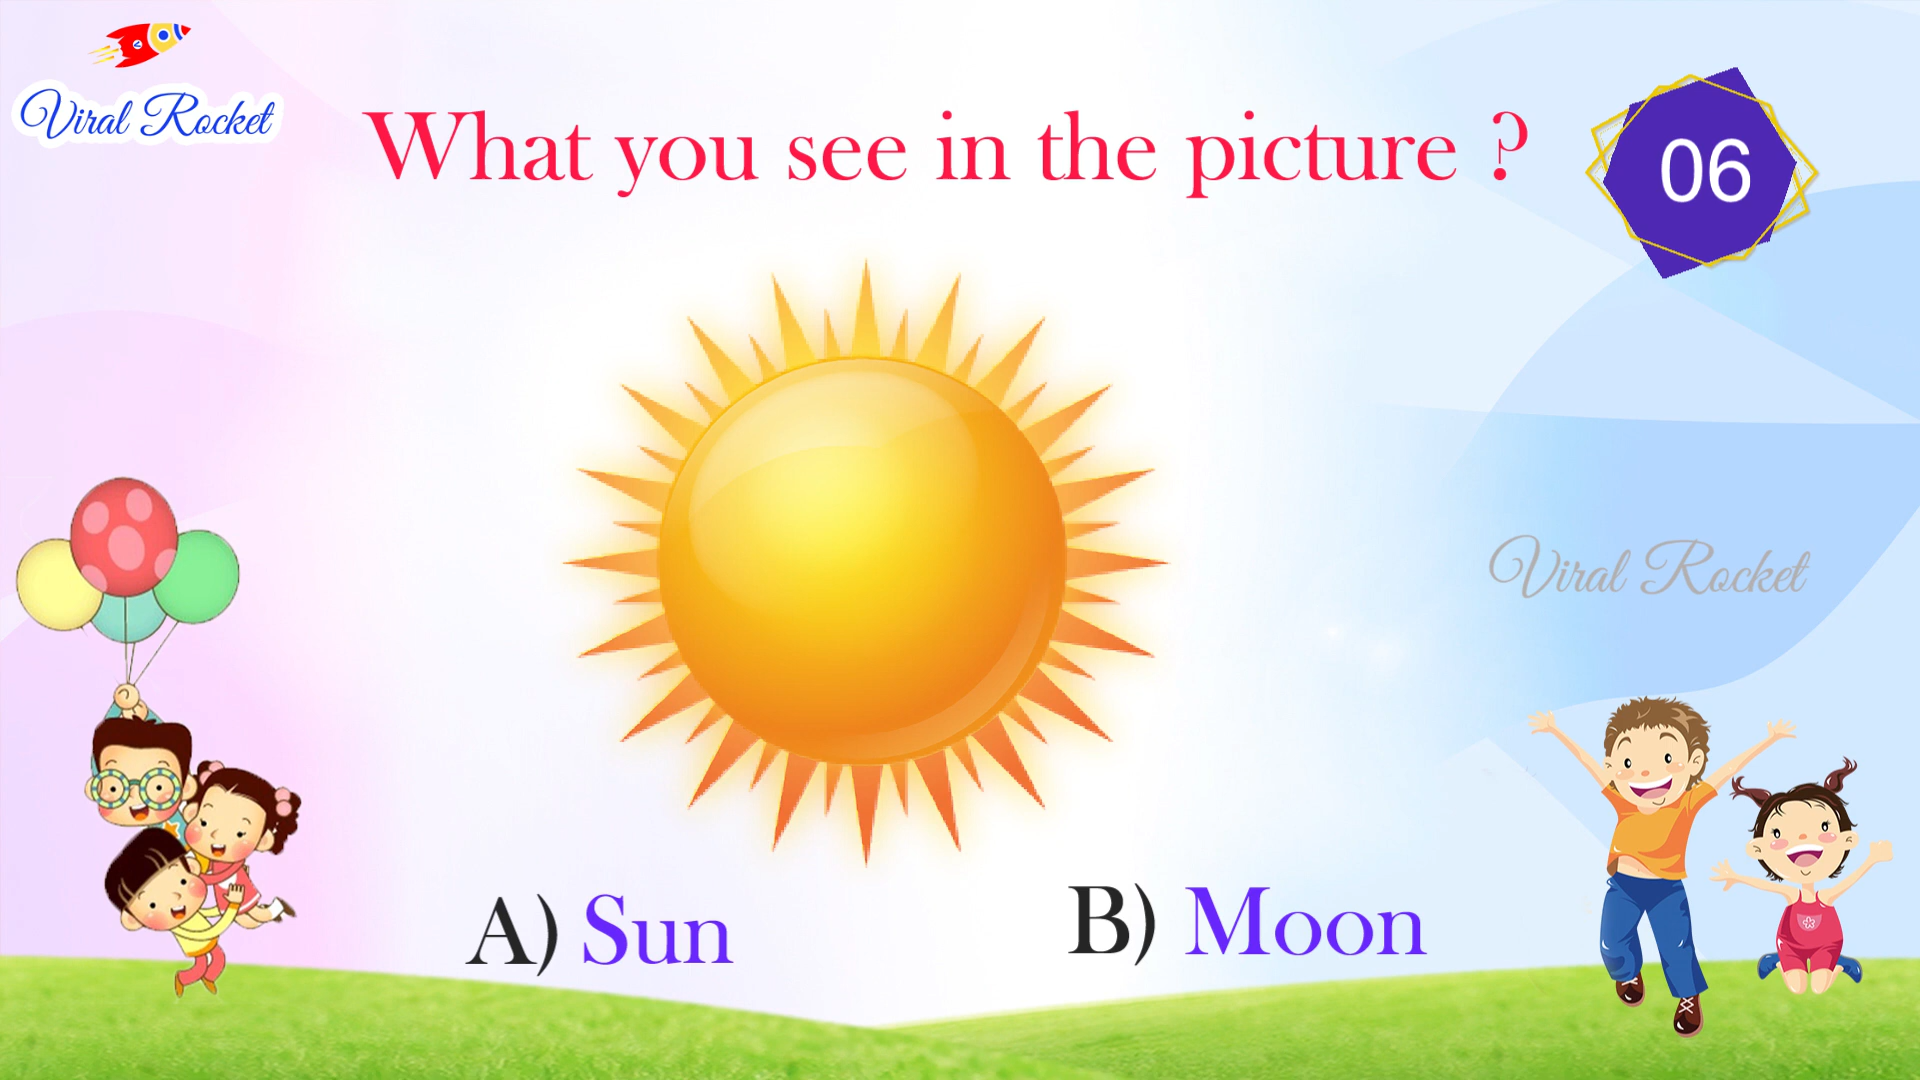 Viral Rocket
What you see in the picture ?
06
Viral Rocket
A) Sun
B) Moon